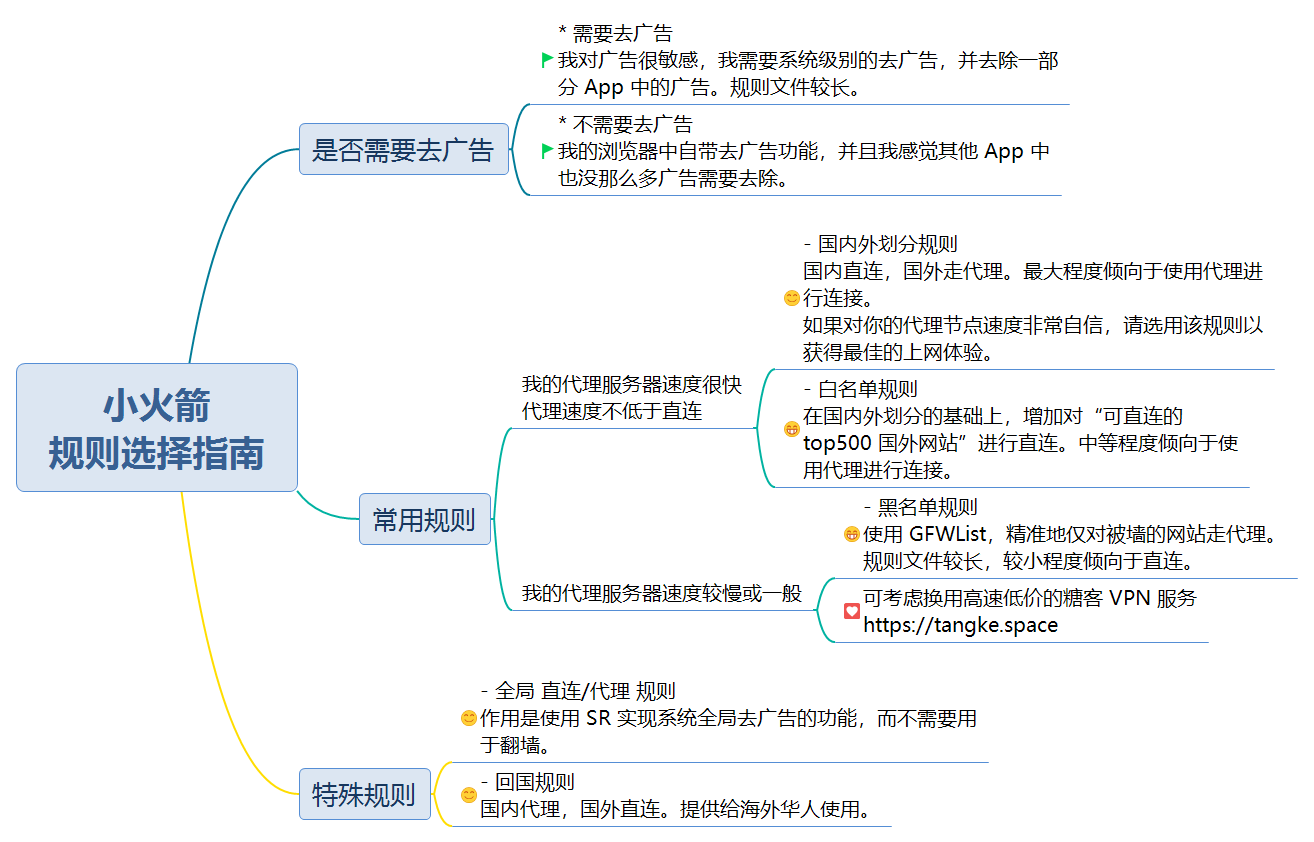 * 需要去广告
我对广告很敏感，我需要系统级别的去广告，并去除一部
分 App 中的广告。规则文件较长。
是否需要去广告
* 不需要去广告
我的浏览器中自带去广告功能，并且我感觉其他 App 中
也没那么多广告需要去除。
小火箭
规则选择指南
常用规则
我的代理服务器速度很快
代理速度不低于直连
- 国内外划分规则
国内直连，国外走代理。最大程度倾向于使用代理进
行连接。
如果对你的代理节点速度非常自信，请选用该规则以
获得最佳的上网体验。
- 白名单规则
在国内外划分的基础上，增加对“可直连的
top500 国外网站”进行直连。中等程度倾向于使
用代理进行连接。
我的代理服务器速度较慢或一般
- 黑名单规则
使用 GFWList，精准地仅对被墙的网站走代理。
规则文件较长，较小程度倾向于直连。
可考虑换用高速低价的糖客 VPN 服务
https://tangke.space
特殊规则
- 全局 直连/代理 规则
作用是使用 SR 实现系统全局去广告的功能，而不需要用
于翻墙。
- 回国规则
国内代理，国外直连。提供给海外华人使用。